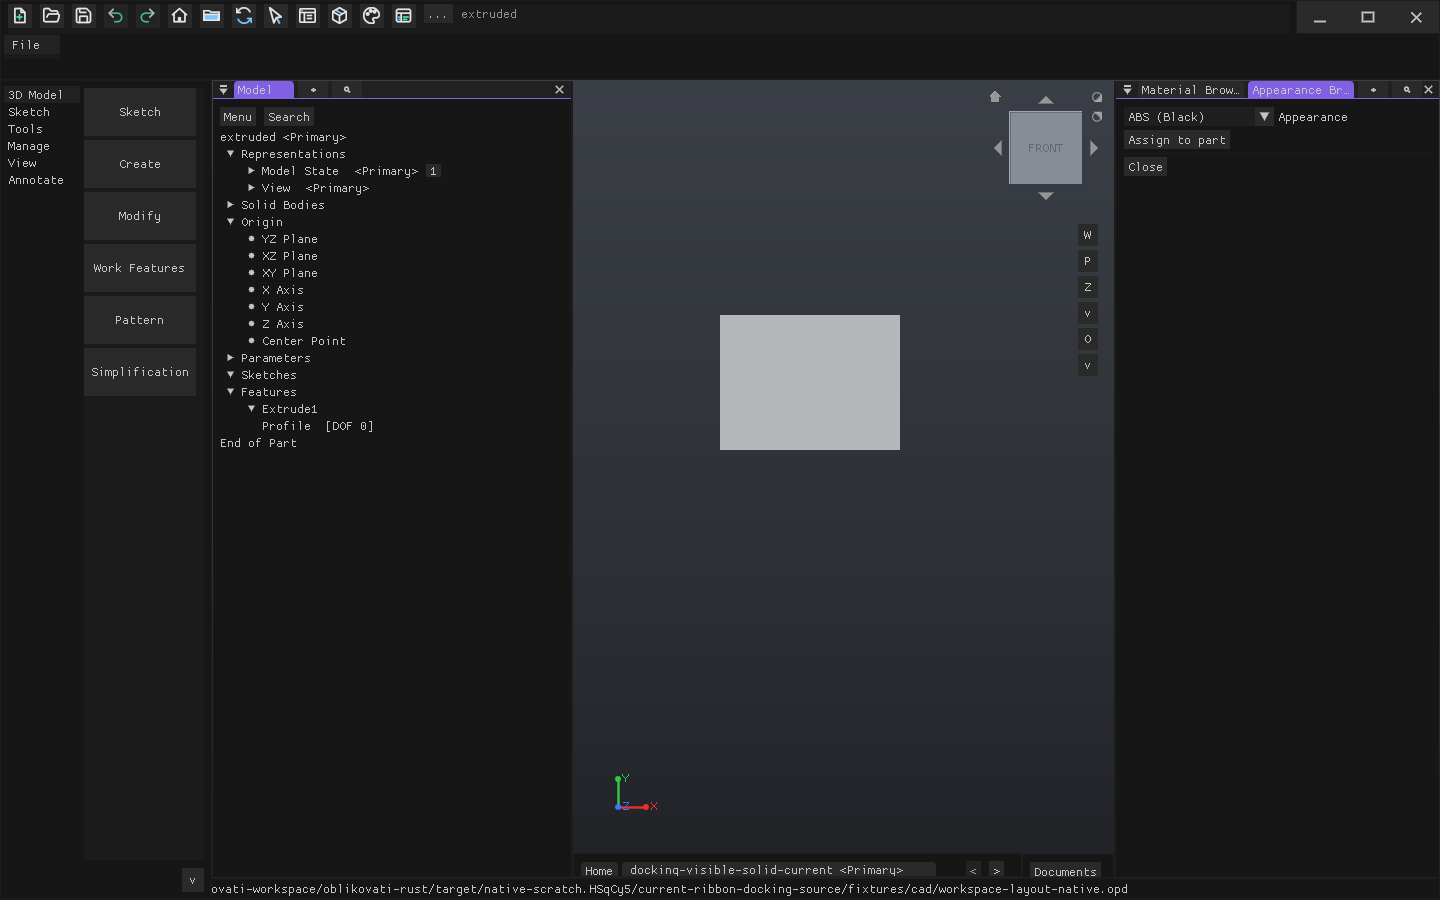 ... extruded
File
3D Model
Sketch
Tools
Manage
View
Annotate
Sketch
Create
Modify
Work Features
Pattern
Simplification
v
Model
Menu Search
extruded <Primary>
Representations
Model State <Primary> 1
View <Primary>
Solid Bodies
Origin
YZ Plane
XZ Plane
XY Plane
X Axis
Y Axis
Z Axis
Center Point
Parameters
Sketches
Features
Extrude1
Profile [DOF 0]
End of Part
FRONT
W
P
Z
v
O
v
Y
Z X
Home docking-visible-solid-current <Primary> < > Documents
Material Brow… Appearance Br…
ABS (Black) Appearance
Assign to part
Close
ovati-workspace/oblikovati-rust/target/native-scratch.HSqCy5/current-ribbon-docking-source/fixtures/cad/workspace-layout-native.opd